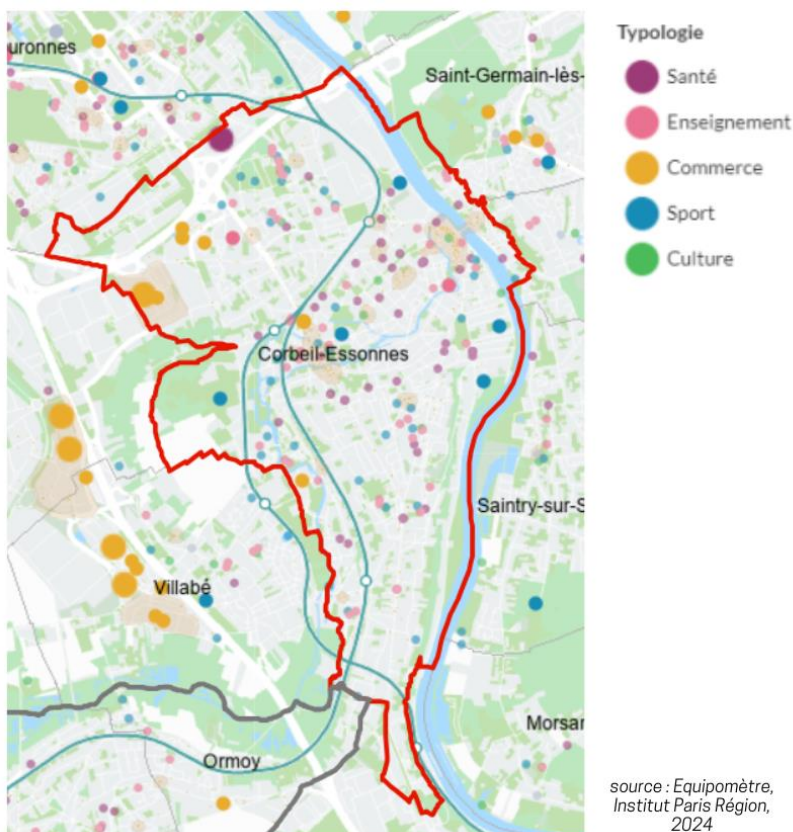 uronnes
Saint-Germain-lès-
Corbeil-Essonnes
Saintry-sur-S
Villabé
Morsan
Ormoy
Typologie
Santé
Enseignement
Commerce
Sport
Culture
source : Equipomètre,
Institut Paris Région,
2024